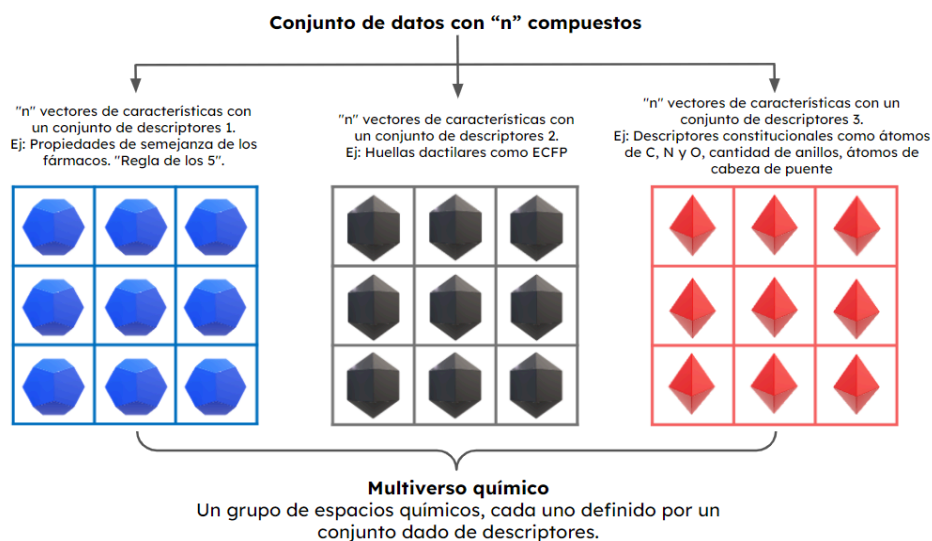 Conjunto de datos con “n” compuestos
"n" vectores de características con
un conjunto de descriptores 1.
Ej: Propiedades de semejanza de los
fármacos. "Regla de los 5".
"n" vectores de características con
un conjunto de descriptores 2.
Ej: Huellas dactilares como ECFP
"n" vectores de características con un
conjunto de descriptores 3.
Ej: Descriptores constitucionales como átomos
de C, N y O, cantidad de anillos, átomos de
cabeza de puente
Multiverso químico
Un grupo de espacios químicos, cada uno definido por un
conjunto dado de descriptores.